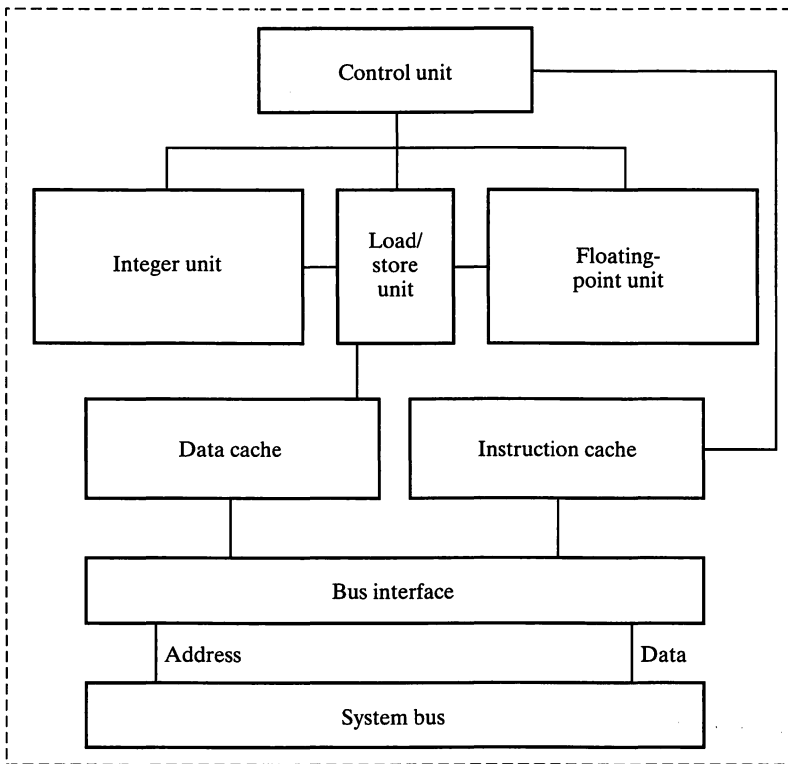 Control unit
Integer unit
Load/
store
unit
Floating-
point unit
Data cache
Instruction cache
Bus interface
Address
Data
System bus